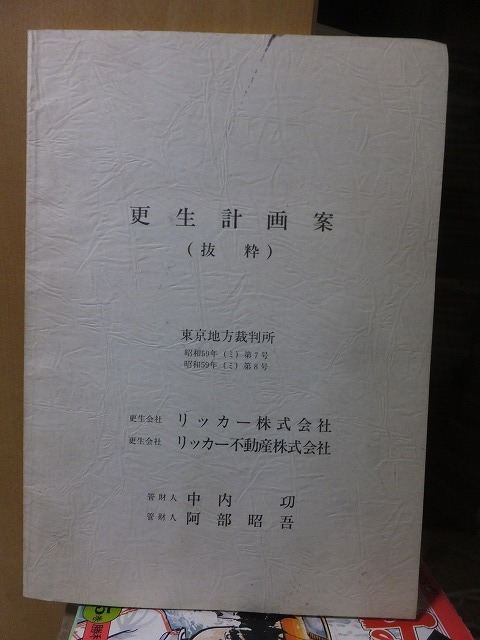 更生計画案
(抜粋)
東京地方裁判所
昭和59年(ミ)第7号
昭和59年(ミ)第8号
更生会社 リッカー株式会社
更生会社 リッカー不動産株式会社
管財人 中内 㓛
管財人 阿部昭吾